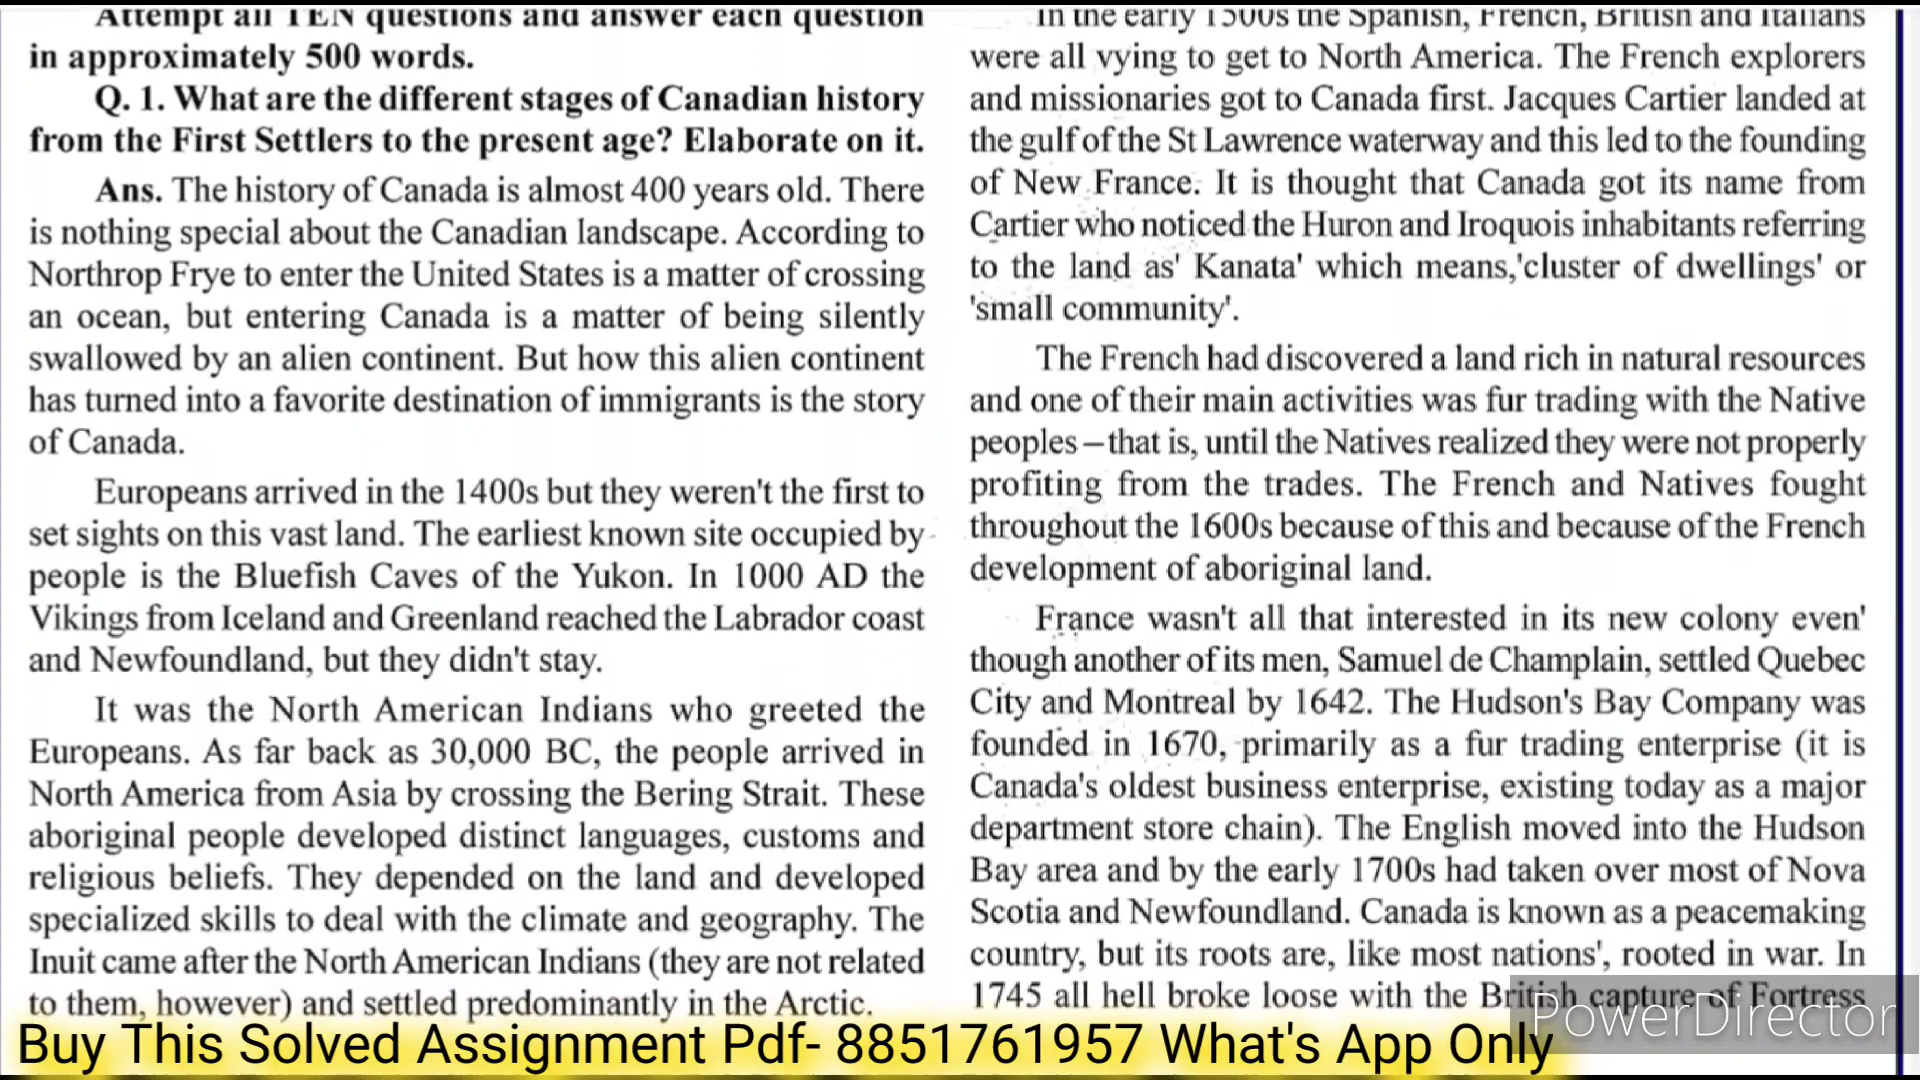 Attempt all TEN questions and answer each question
in approximately 500 words.
Q. 1. What are the different stages of Canadian history
from the First Settlers to the present age? Elaborate on it.
Ans. The history of Canada is almost 400 years old. There
is nothing special about the Canadian landscape. According to
Northrop Frye to enter the United States is a matter of crossing
an ocean, but entering Canada is a matter of being silently
swallowed by an alien continent. But how this alien continent
has turned into a favorite destination of immigrants is the story
of Canada.
Europeans arrived in the 1400s but they weren't the first to
set sights on this vast land. The earliest known site occupied by
people is the Bluefish Caves of the Yukon. In 1000 AD the
Vikings from Iceland and Greenland reached the Labrador coast
and Newfoundland, but they didn't stay.
It was the North American Indians who greeted the
Europeans. As far back as 30,000 BC, the people arrived in
North America from Asia by crossing the Bering Strait. These
aboriginal people developed distinct languages, customs and
religious beliefs. They depended on the land and developed
specialized skills to deal with the climate and geography. The
Inuit came after the North American Indians (they are not related
to them, however) and settled predominantly in the Arctic.
In the early 1500s the Spanish, French, British and Italians
were all vying to get to North America. The French explorers
and missionaries got to Canada first. Jacques Cartier landed at
the gulf of the St Lawrence waterway and this led to the founding
of New France. It is thought that Canada got its name from
Cartier who noticed the Huron and Iroquois inhabitants referring
to the land as' Kanata' which means,'cluster of dwellings' or
'small community'.
The French had discovered a land rich in natural resources
and one of their main activities was fur trading with the Native
peoples–that is, until the Natives realized they were not properly
profiting from the trades. The French and Natives fought
throughout the 1600s because of this and because of the French
development of aboriginal land.
France wasn't all that interested in its new colony even'
though another of its men, Samuel de Champlain, settled Quebec
City and Montreal by 1642. The Hudson's Bay Company was
founded in 1670, primarily as a fur trading enterprise (it is
Canada's oldest business enterprise, existing today as a major
department store chain). The English moved into the Hudson
Bay area and by the early 1700s had taken over most of Nova
Scotia and Newfoundland. Canada is known as a peacemaking
country, but its roots are, like most nations', rooted in war. In
1745 all hell broke loose with the British capture of Fortress
PowerDirector
Buy This Solved Assignment Pdf- 8851761957 What's App Only